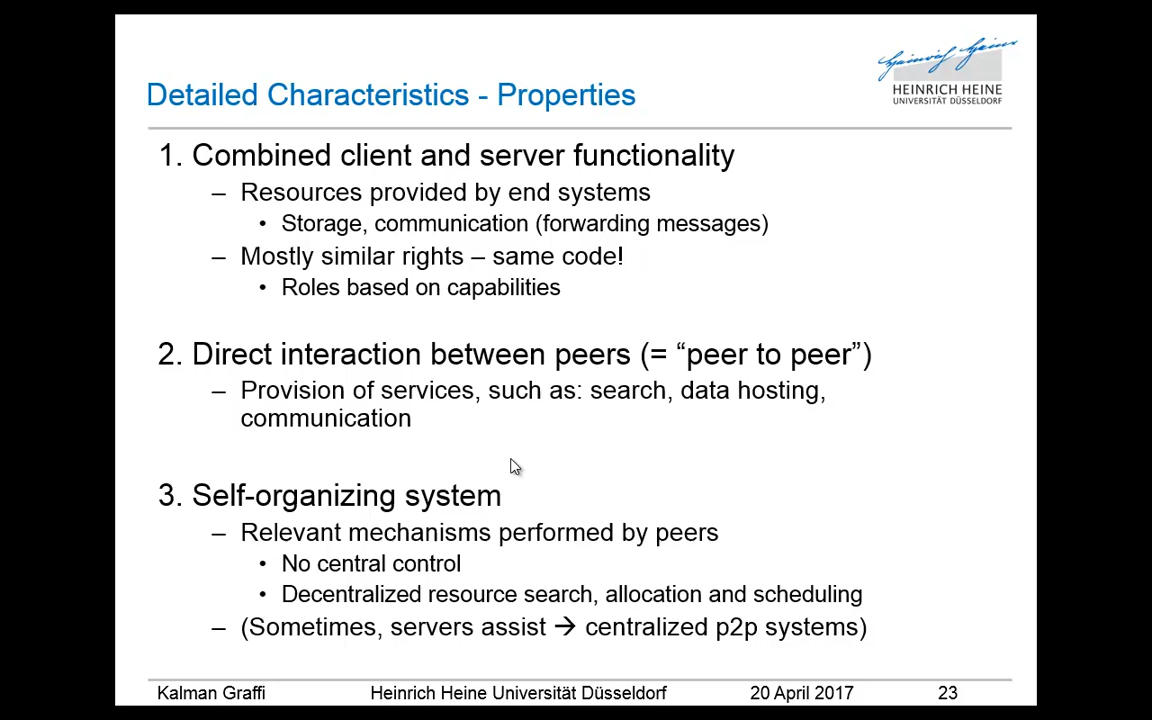 Heinrich Heine
HEINRICH HEINE
UNIVERSITÄT DÜSSELDORF
Detailed Characteristics - Properties
1. Combined client and server functionality
– Resources provided by end systems
• Storage, communication (forwarding messages)
– Mostly similar rights – same code!
• Roles based on capabilities
2. Direct interaction between peers (= “peer to peer”)
– Provision of services, such as: search, data hosting,
communication
3. Self-organizing system
– Relevant mechanisms performed by peers
• No central control
• Decentralized resource search, allocation and scheduling
– (Sometimes, servers assist → centralized p2p systems)
Kalman Graffi Heinrich Heine Universität Düsseldorf 20 April 2017 23